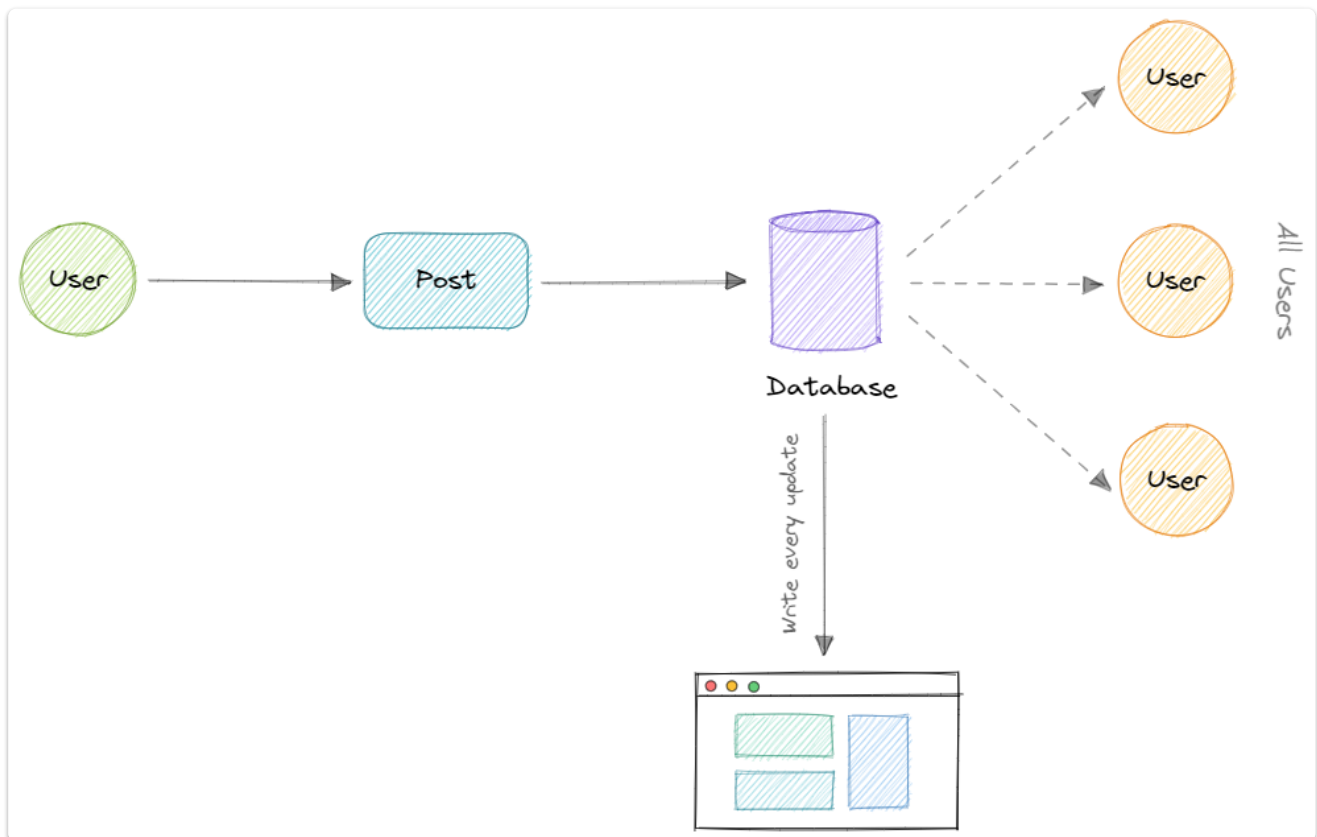 User
User
Post
User
All Users
Database
Write every update
User